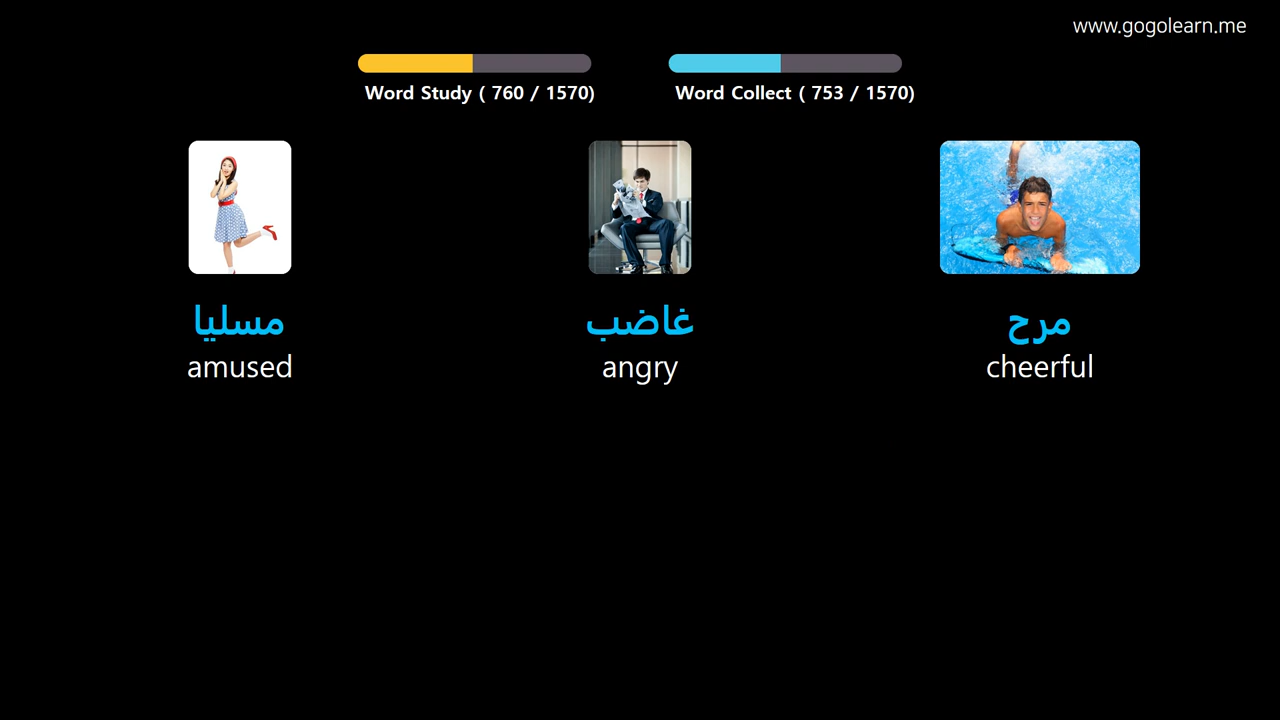 www.gogolearn.me
Word Study ( 760 / 1570)
Word Collect ( 753 / 1570)
مسليا
amused
غاضب
angry
مرح
cheerful